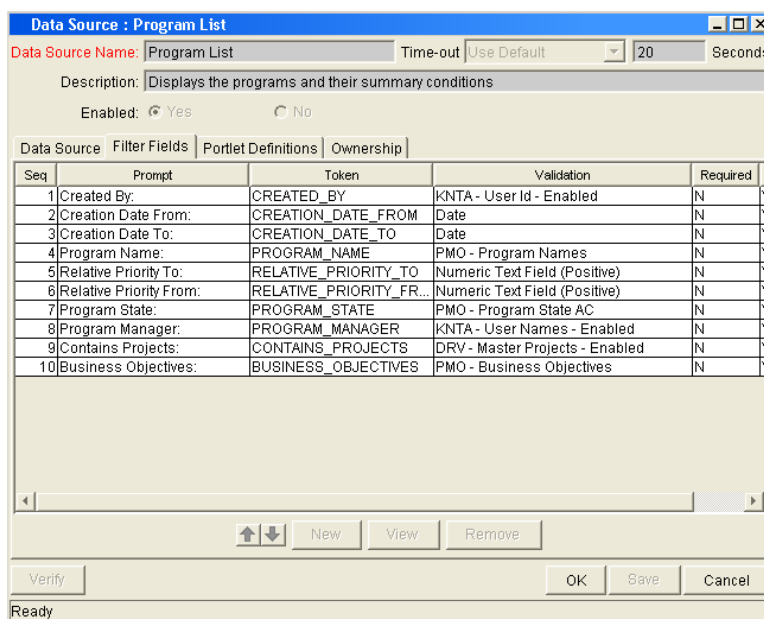 Data Source : Program List
Data Source Name: Program List Time-out Use Default 20 Seconds
Description: Displays the programs and their summary conditions
Enabled: Yes No
Data Source Filter Fields Portlet Definitions Ownership
Seq Prompt Token Validation Required
1 Created By: CREATED_BY KNTA - User Id - Enabled N
2 Creation Date From: CREATION_DATE_FROM Date N
3 Creation Date To: CREATION_DATE_TO Date N
4 Program Name: PROGRAM_NAME PMO - Program Names N
5 Relative Priority To: RELATIVE_PRIORITY_TO Numeric Text Field (Positive) N
6 Relative Priority From: RELATIVE_PRIORITY_FR... Numeric Text Field (Positive) N
7 Program State: PROGRAM_STATE PMO - Program State AC N
8 Program Manager: PROGRAM_MANAGER KNTA - User Names - Enabled N
9 Contains Projects: CONTAINS_PROJECTS DRV - Master Projects - Enabled N
10 Business Objectives: BUSINESS_OBJECTIVES PMO - Business Objectives N
New View Remove
Verify OK Save Cancel
Ready